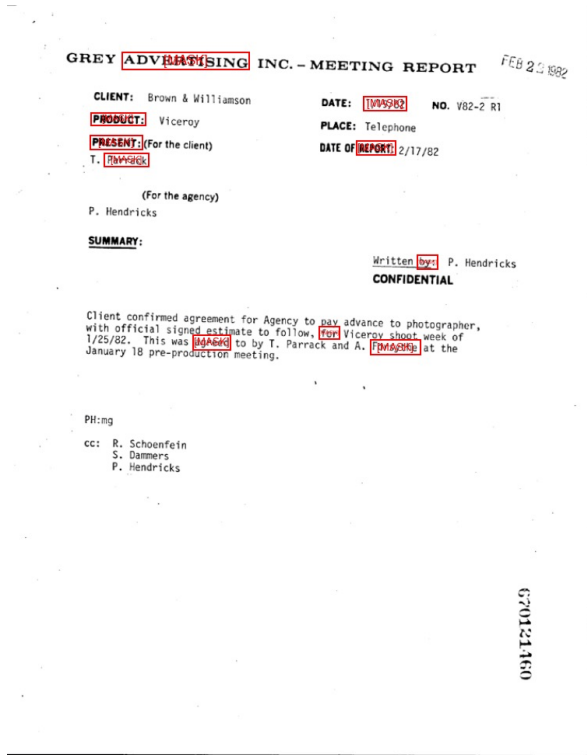 GREY ADVERTISING INC. - MEETING REPORT
FEB 2 1982
CLIENT: Brown & Williamson
DATE: NO. V82-2 R1
PRODUCT: Viceroy
PLACE: Telephone
PRESENT: (For the client)
DATE OF REPORT: 2/17/82
T. Parrack
(For the agency)
P. Hendricks
SUMMARY:
Written by: P. Hendricks
CONFIDENTIAL
Client confirmed agreement for Agency to pay advance to photographer,
with official signed estimate to follow, for Viceroy shoot week of
1/25/82. This was agreed to by T. Parrack and A. at the
January 18 pre-production meeting.
PH:mg
cc: R. Schoenfein
S. Dammers
P. Hendricks
670121460